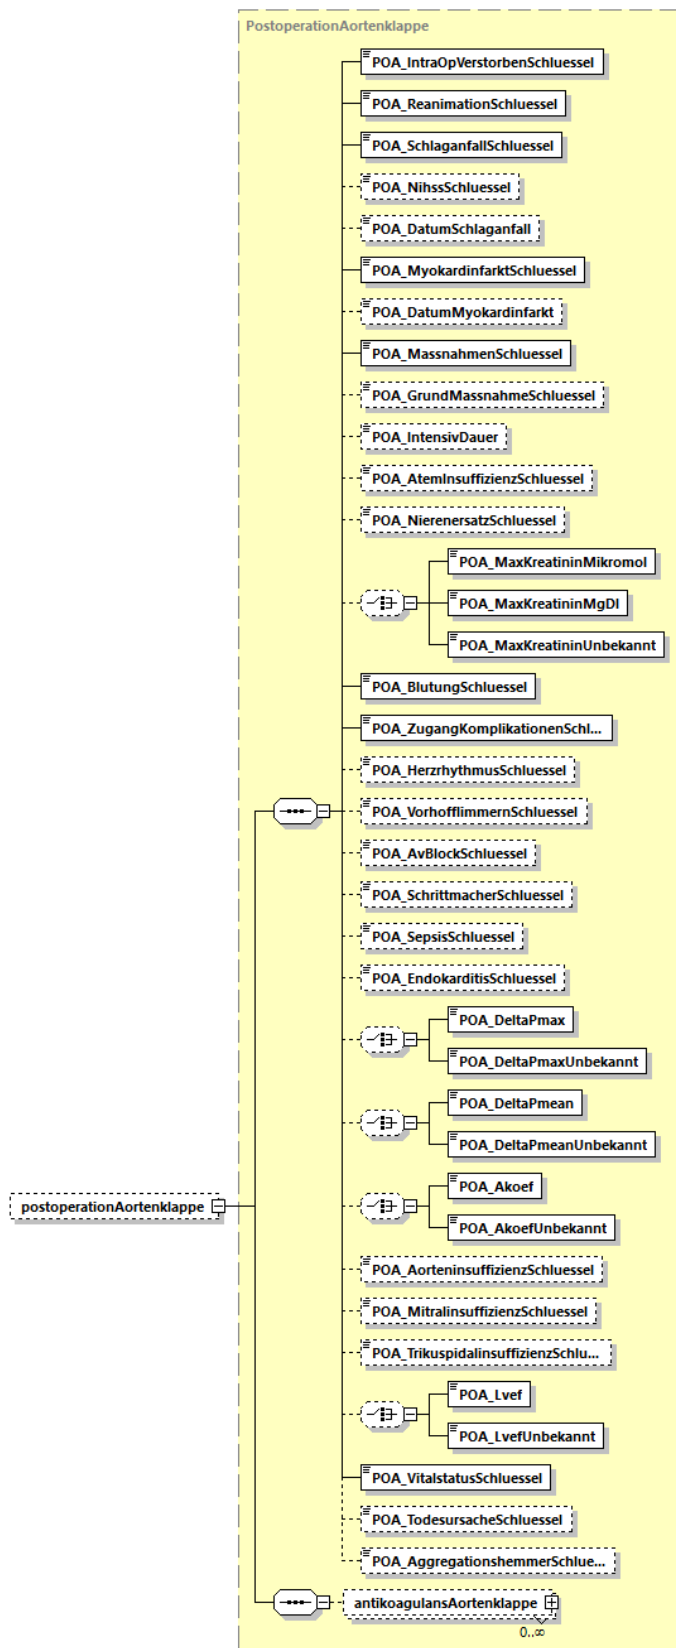 PostoperationAortenklappe
POA_IntraOpVerstorbenSchluessel
POA_ReanimationSchluessel
POA_SchlaganfallSchluessel
POA_NihssSchluessel
POA_DatumSchlaganfall
POA_MyokardinfarktSchluessel
POA_DatumMyokardinfarkt
POA_MassnahmenSchluessel
POA_GrundMassnahmeSchluessel
POA_IntensivDauer
POA_AtemInsuffizienzSchluessel
POA_NierenersatzSchluessel
POA_MaxKreatininMikromol
POA_MaxKreatininMgDl
POA_MaxKreatininUnbekannt
POA_BlutungSchluessel
POA_ZugangKomplikationenSchl...
POA_HerzrhythmusSchluessel
POA_VorhofflimmernSchluessel
POA_AvBlockSchluessel
POA_SchrittmacherSchluessel
POA_SepsisSchluessel
POA_EndokarditisSchluessel
POA_DeltaPmax
POA_DeltaPmaxUnbekannt
POA_DeltaPmean
POA_DeltaPmeanUnbekannt
postoperationAortenklappe
POA_Akoef
POA_AkoefUnbekannt
POA_AorteninsuffizienzSchluessel
POA_MitralinsuffizienzSchluessel
POA_TrikuspidalinsuffizienzSchlu...
POA_Lvef
POA_LvefUnbekannt
POA_VitalstatusSchluessel
POA_TodesursacheSchluessel
POA_AggregationshemmerSchlue...
antikoagulansAortenklappe
0..∞